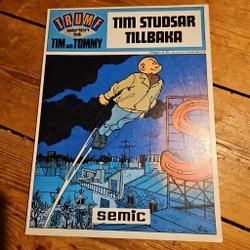 TRUMF
serien
14
TIM OCH TOMMY
TIM STUDSAR
TILLBAKA
semic